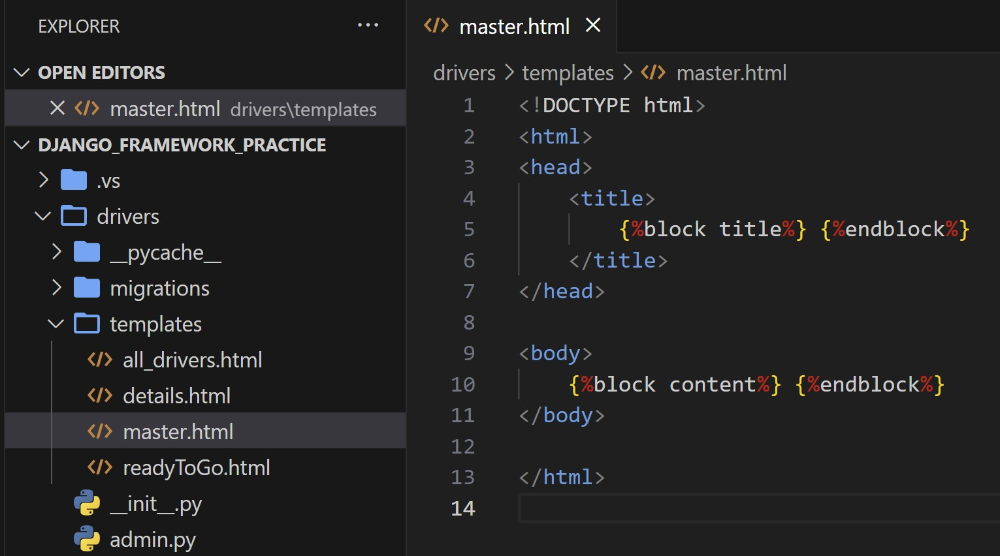 EXPLORER
OPEN EDITORS
master.html drivers\templates
DJANGO_FRAMEWORK_PRACTICE
.vs
drivers
__pycache__
migrations
templates
all_drivers.html
details.html
master.html
readyToGo.html
__init__.py
admin.py
master.html
drivers > templates > master.html
1 <!DOCTYPE html>
2 <html>
3 <head>
4 <title>
5 {%block title%} {%endblock%}
6 </title>
7 </head>
8
9 <body>
10 {%block content%} {%endblock%}
11 </body>
12
13 </html>
14